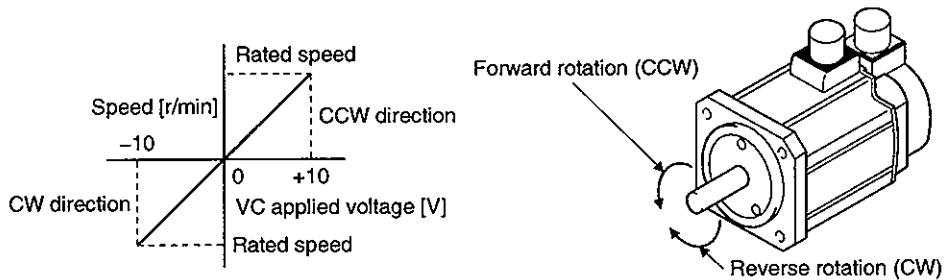 Rated speed
Speed [r/min]
CCW direction
–10
0
+10
CW direction
VC applied voltage [V]
Rated speed
Forward rotation (CCW)
Reverse rotation (CW)